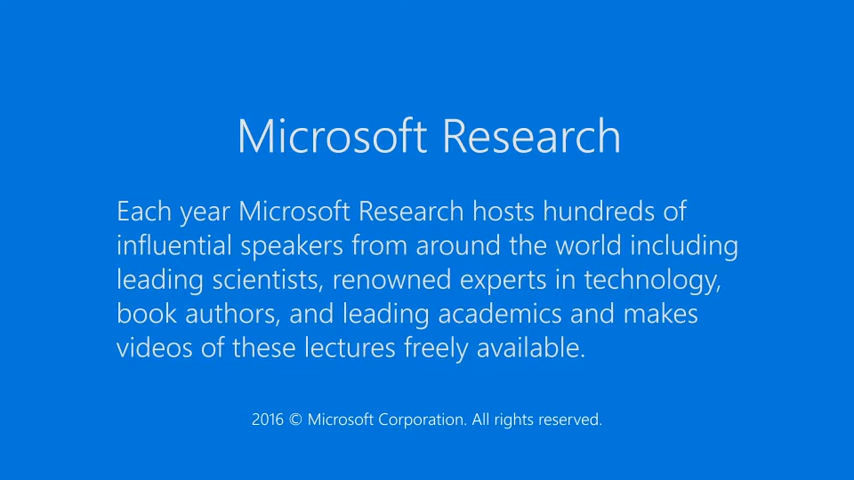 Microsoft Research
Each year Microsoft Research hosts hundreds of
influential speakers from around the world including
leading scientists, renowned experts in technology,
book authors, and leading academics and makes
videos of these lectures freely available.
2016 © Microsoft Corporation. All rights reserved.